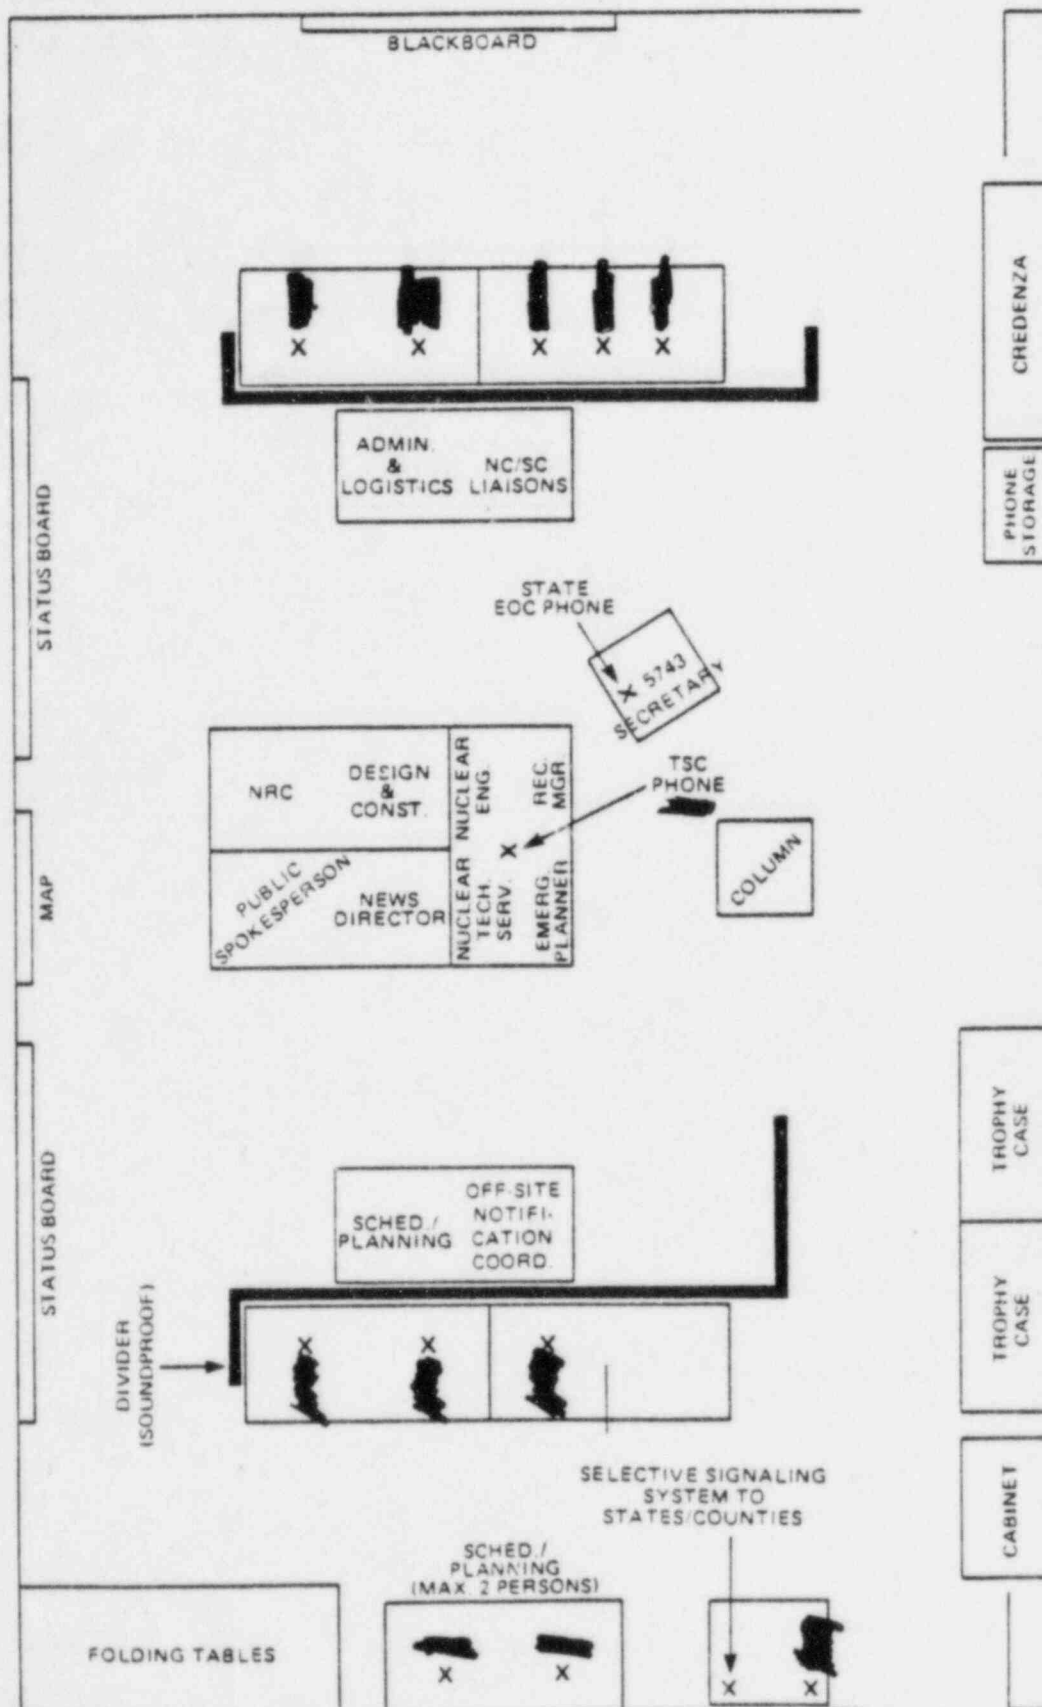 BLACKBOARD
CREDENZA
X X X X X
STATUS BOARD
ADMIN.
&
LOGISTICS
NC/SC
LIAISONS
PHONE
STORAGE
STATE
EOC PHONE
X 5743
SECRETARY
NRC
DESIGN
&
CONST.
NUCLEAR
ENG.
REC.
MGR.
TSC
PHONE
X
MAP
PUBLIC
SPOKESPERSON
NEWS
DIRECTOR
NUCLEAR
TECH.
SERV.
EMERG.
PLANNER
COLUMN
STATUS BOARD
TROPHY
CASE
SCHED./
PLANNING
OFF-SITE
NOTIFI-
CATION
COORD.
DIVIDER
(SOUNDPROOF)
X X X
TROPHY
CASE
SELECTIVE SIGNALING
SYSTEM TO
STATES/COUNTIES
CABINET
SCHED./
PLANNING
(MAX. 2 PERSONS)
FOLDING TABLES
X X
X X